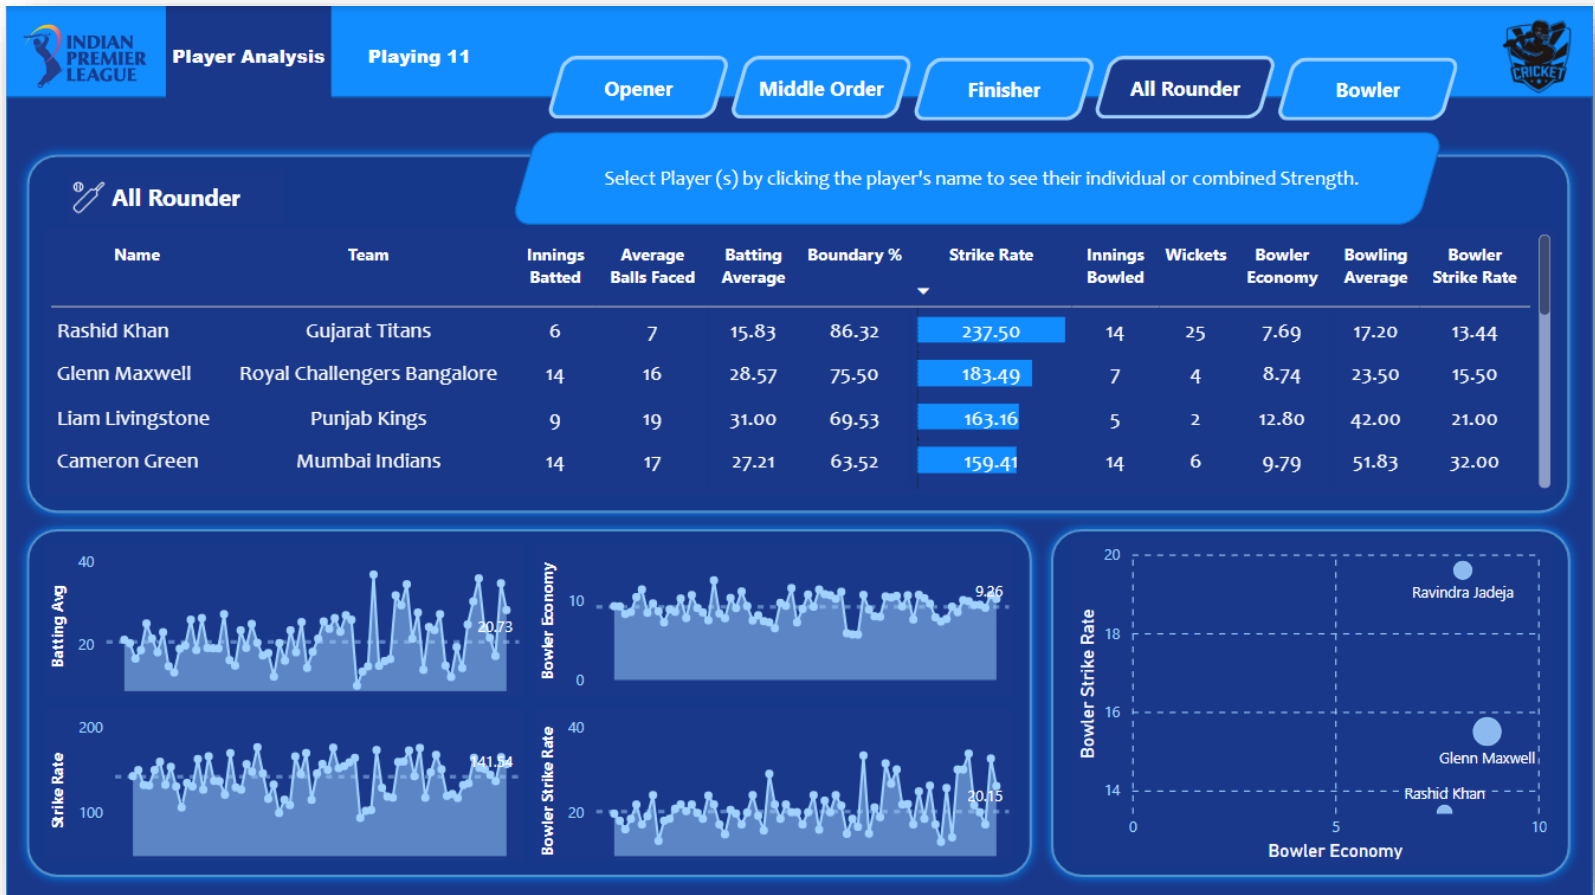 INDIAN
PREMIER
LEAGUE
Player Analysis
Playing 11
CRICKET
Opener
Middle Order
Finisher
All Rounder
Bowler
Select Player (s) by clicking the player's name to see their individual or combined Strength.
All Rounder
Name Team Innings Batted Average Balls Faced Batting Average Boundary % Strike Rate Innings Bowled Wickets Bowler Economy Bowling Average Bowler Strike Rate
Rashid Khan Gujarat Titans 6 7 15.83 86.32 237.50 14 25 7.69 17.20 13.44
Glenn Maxwell Royal Challengers Bangalore 14 16 28.57 75.50 183.49 7 4 8.74 23.50 15.50
Liam Livingstone Punjab Kings 9 19 31.00 69.53 163.16 5 2 12.80 42.00 21.00
Cameron Green Mumbai Indians 14 17 27.21 63.52 159.41 14 6 9.79 51.83 32.00
Batting Avg
40
20
20.73
Bowler Economy
10
0
9.26
Strike Rate
200
100
141.54
Bowler Strike Rate
40
20
20.15
Bowler Strike Rate
20
18
16
14
Ravindra Jadeja
Glenn Maxwell
Rashid Khan
0 5 10
Bowler Economy